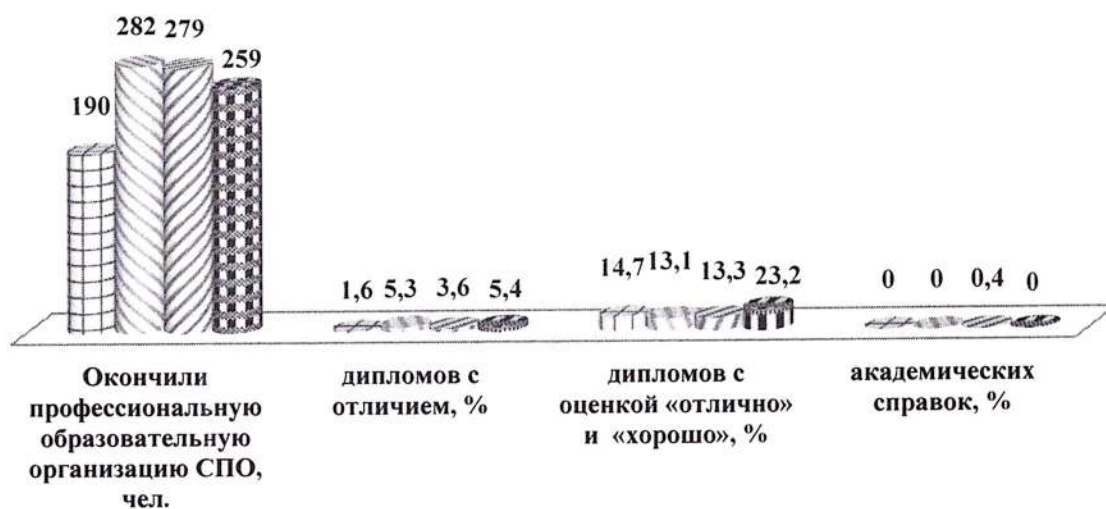 282 279
259
190
14,7 13,1 13,3 23,2
1,6 5,3 3,6 5,4
0 0 0,4 0
Окончили
профессиональную
образовательную
организацию СПО,
чел.
дипломов с
отличием, %
дипломов с
оценкой «отлично»
и «хорошо», %
академических
справок, %